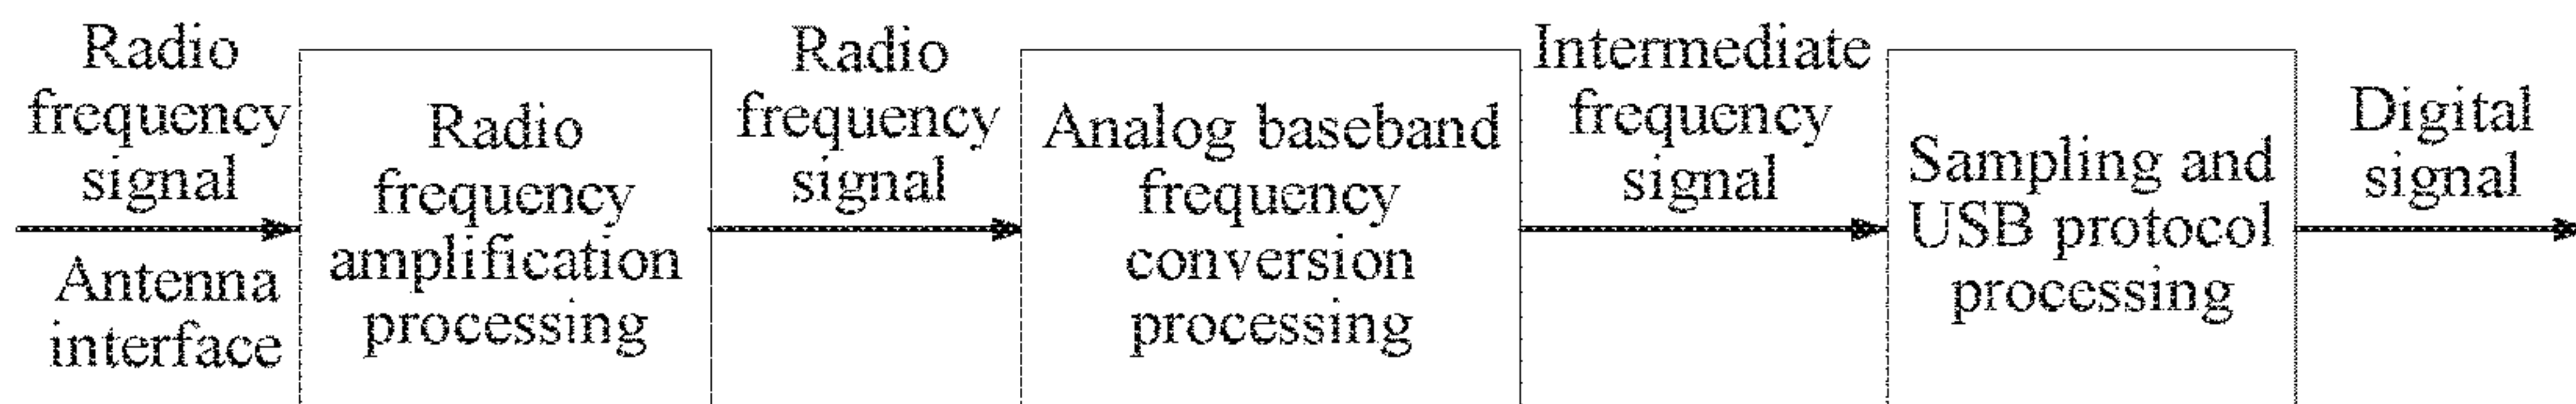 Radio
frequency
signal
Antenna
interface
Radio
frequency
amplification
processing
Radio
frequency
signal
Analog baseband
frequency
conversion
processing
Intermediate
frequency
signal
Sampling and
USB protocol
processing
Digital
signal